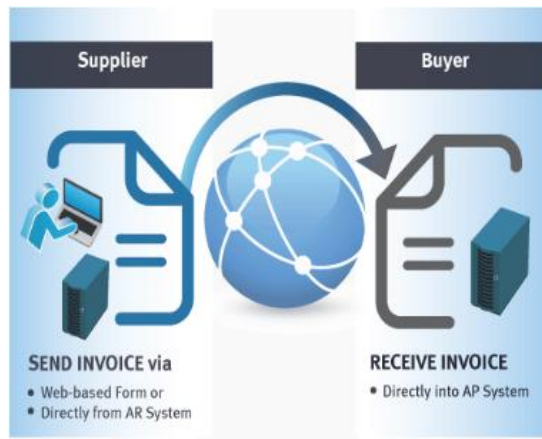 Supplier
Buyer
SEND INVOICE via
• Web-based Form or
• Directly from AR System
RECEIVE INVOICE
• Directly into AP System